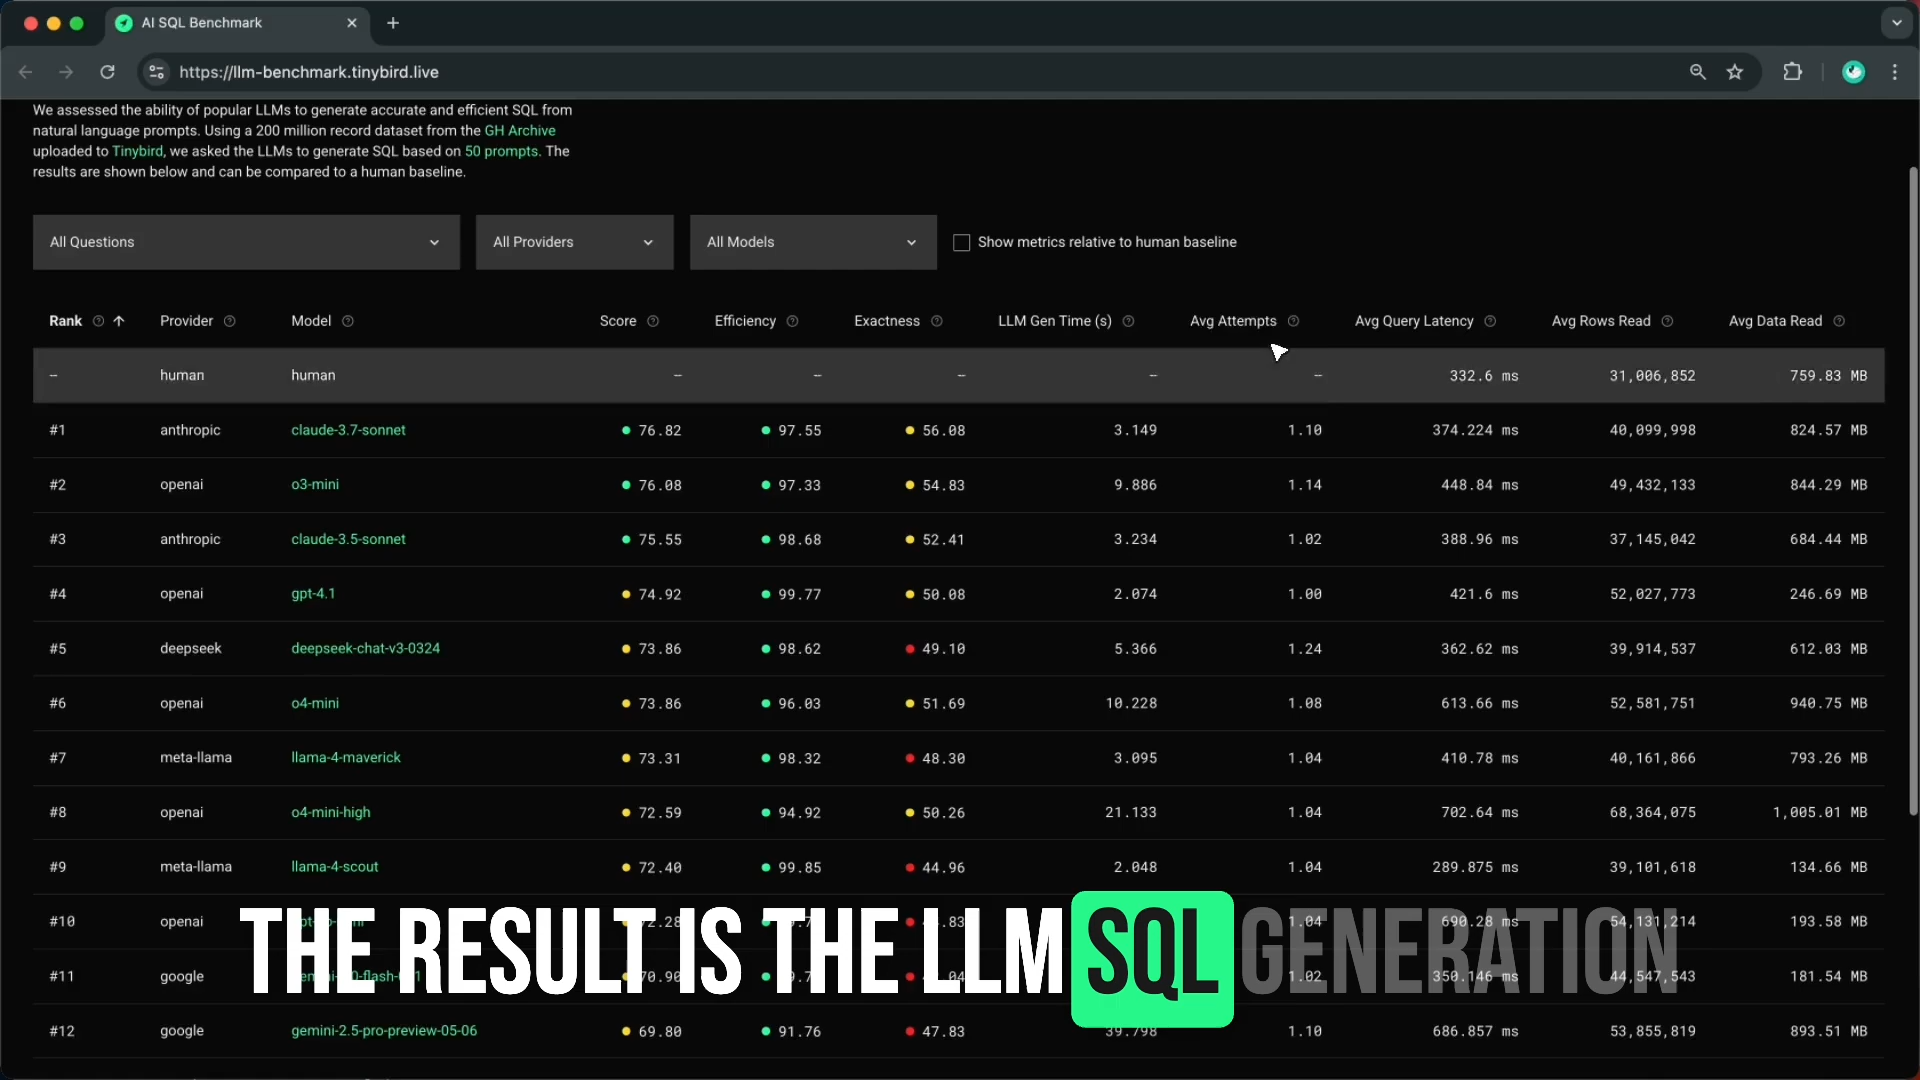 AI SQL Benchmark
https://llm-benchmark.tinybird.live
We assessed the ability of popular LLMs to generate accurate and efficient SQL from
natural language prompts. Using a 200 million record dataset from the GH Archive
uploaded to Tinybird, we asked the LLMs to generate SQL based on 50 prompts. The
results are shown below and can be compared to a human baseline.
All Questions All Providers All Models Show metrics relative to human baseline
Rank Provider Model Score Efficiency Exactness LLM Gen Time (s) Avg Attempts Avg Query Latency Avg Rows Read Avg Data Read
-- human human -- -- -- -- -- 332.6 ms 31,006,852 759.83 MB
#1 anthropic claude-3.7-sonnet 76.82 97.55 56.08 3.149 1.10 374.224 ms 40,099,998 824.57 MB
#2 openai o3-mini 76.08 97.33 54.83 9.886 1.14 448.84 ms 49,432,133 844.29 MB
#3 anthropic claude-3.5-sonnet 75.55 98.68 52.41 3.234 1.02 388.96 ms 37,145,042 684.44 MB
#4 openai gpt-4.1 74.92 99.77 50.08 2.074 1.00 421.6 ms 52,027,773 246.69 MB
#5 deepseek deepseek-chat-v3-0324 73.86 98.62 49.10 5.366 1.24 362.62 ms 39,914,537 612.03 MB
#6 openai o4-mini 73.86 96.03 51.69 10.228 1.08 613.66 ms 52,581,751 940.75 MB
#7 meta-llama llama-4-maverick 73.31 98.32 48.30 3.095 1.04 410.78 ms 40,161,866 793.26 MB
#8 openai o4-mini-high 72.59 94.92 50.26 21.133 1.04 702.64 ms 68,364,075 1,005.01 MB
#9 meta-llama llama-4-scout 72.40 99.85 44.96 2.048 1.04 289.875 ms 39,101,618 134.66 MB
#10 openai 1.04 690.28 ms 54,131,214 193.58 MB
THE RESULT IS THE LLM SQL GENERATION
#11 google 1.02 350.146 ms 44,547,543 181.54 MB
#12 google gemini-2.5-pro-preview-05-06 69.80 91.76 47.83 39.798 1.10 686.857 ms 53,855,819 893.51 MB